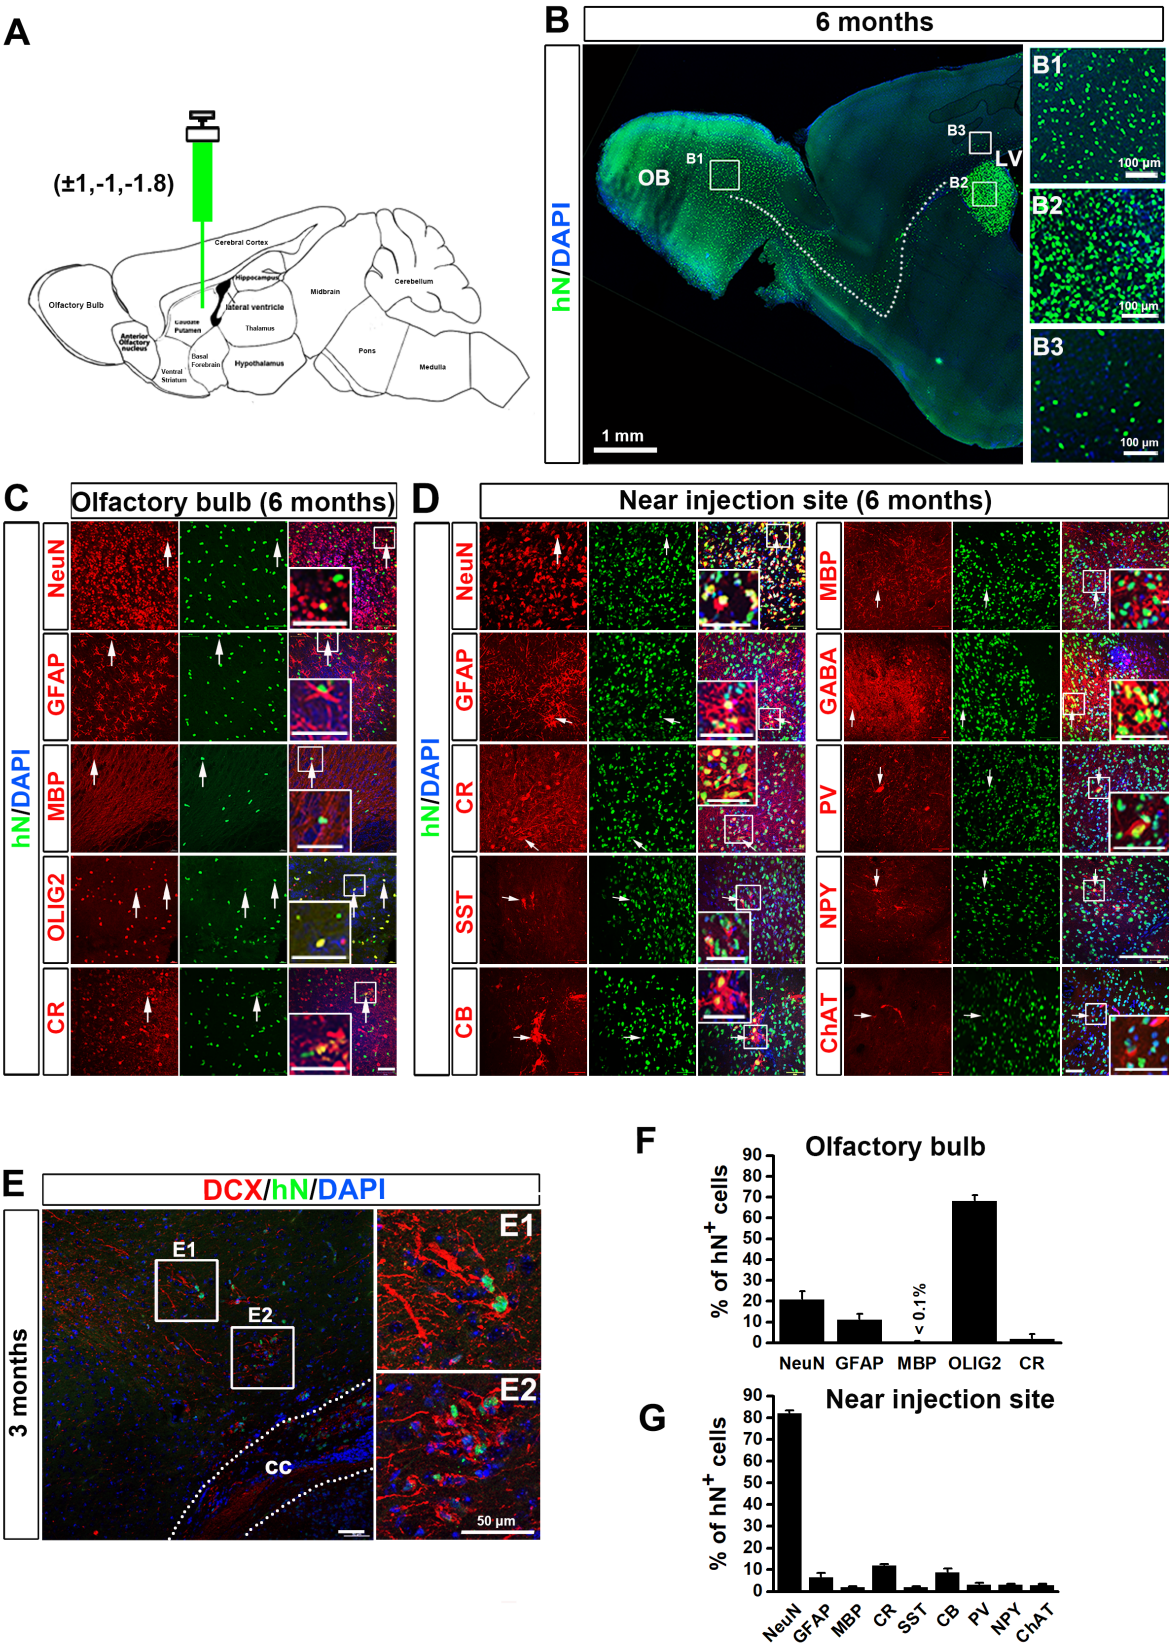 A
(±1,-1,-1.8)
Cerebral Cortex
Hippocampus
Olfactory Bulb
lateral ventricle
Midbrain
Cerebellum
Caudate
Putamen
Thalamus
Anterior
Olfactory
nucleus
Basal
Forebrain
Hypothalamus
Pons
Medulla
Ventral
Striatum
B
6 months
hN/DAPI
OB
B1
B3
LV
B2
1 mm
B1
100 µm
B2
100 µm
B3
100 µm
C
Olfactory bulb (6 months)
hN/DAPI
NeuN
GFAP
MBP
OLIG2
CR
D
Near injection site (6 months)
hN/DAPI
NeuN
GFAP
CR
SST
CB
MBP
GABA
PV
NPY
ChAT
E
DCX/hN/DAPI
3 months
E1
E2
cc
E1
E2
50 µm
F
Olfactory bulb
% of hN+ cells
90
80
70
60
50
40
30
20
10
0
< 0.1%
NeuN GFAP MBP OLIG2 CR
G
Near injection site
% of hN+ cells
90
80
70
60
50
40
30
20
10
0
NeuN GFAP MBP CR SST CB PV NPY ChAT